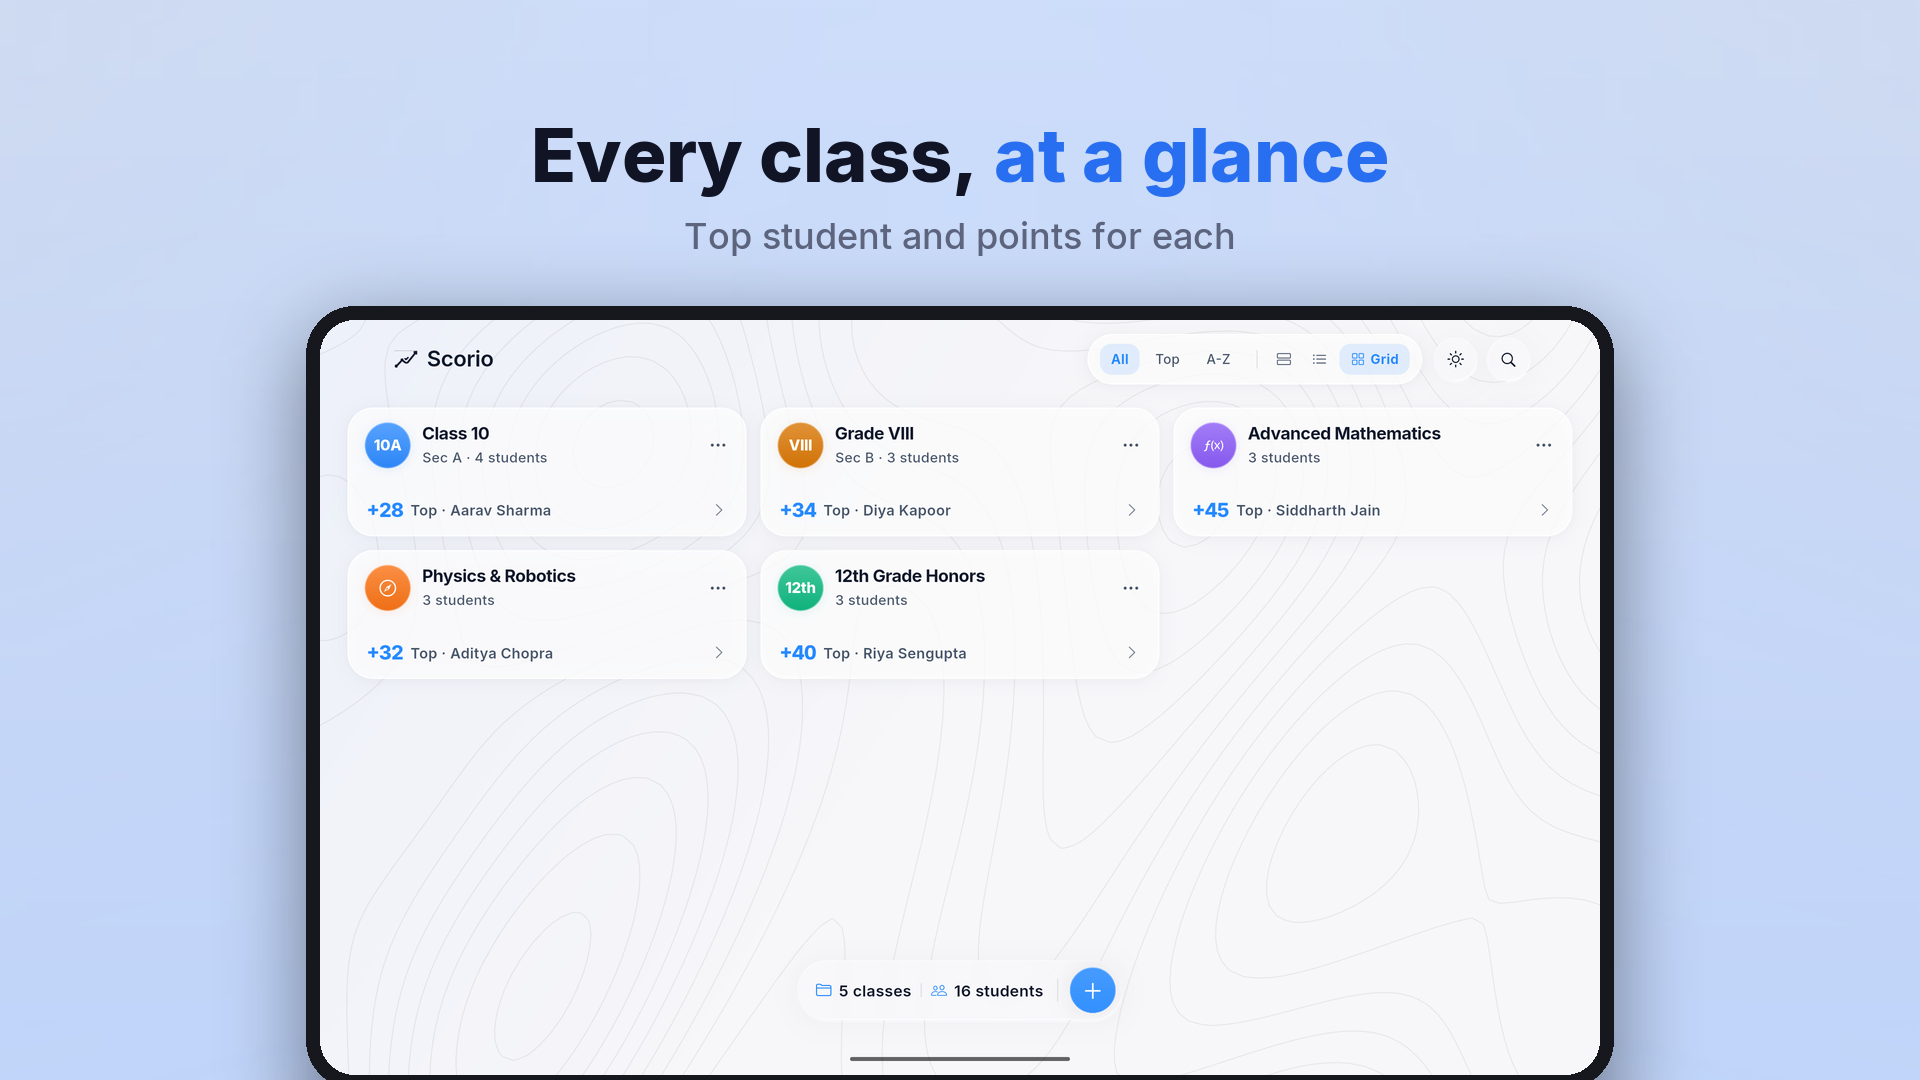 Every class, at a glance
Top student and points for each
Scorio
All Top A-Z Grid
10A Class 10
Sec A · 4 students
+28 Top · Aarav Sharma
VIII Grade VIII
Sec B · 3 students
+34 Top · Diya Kapoor
f(x) Advanced Mathematics
3 students
+45 Top · Siddharth Jain
Physics & Robotics
3 students
+32 Top · Aditya Chopra
12th 12th Grade Honors
3 students
+40 Top · Riya Sengupta
5 classes 16 students